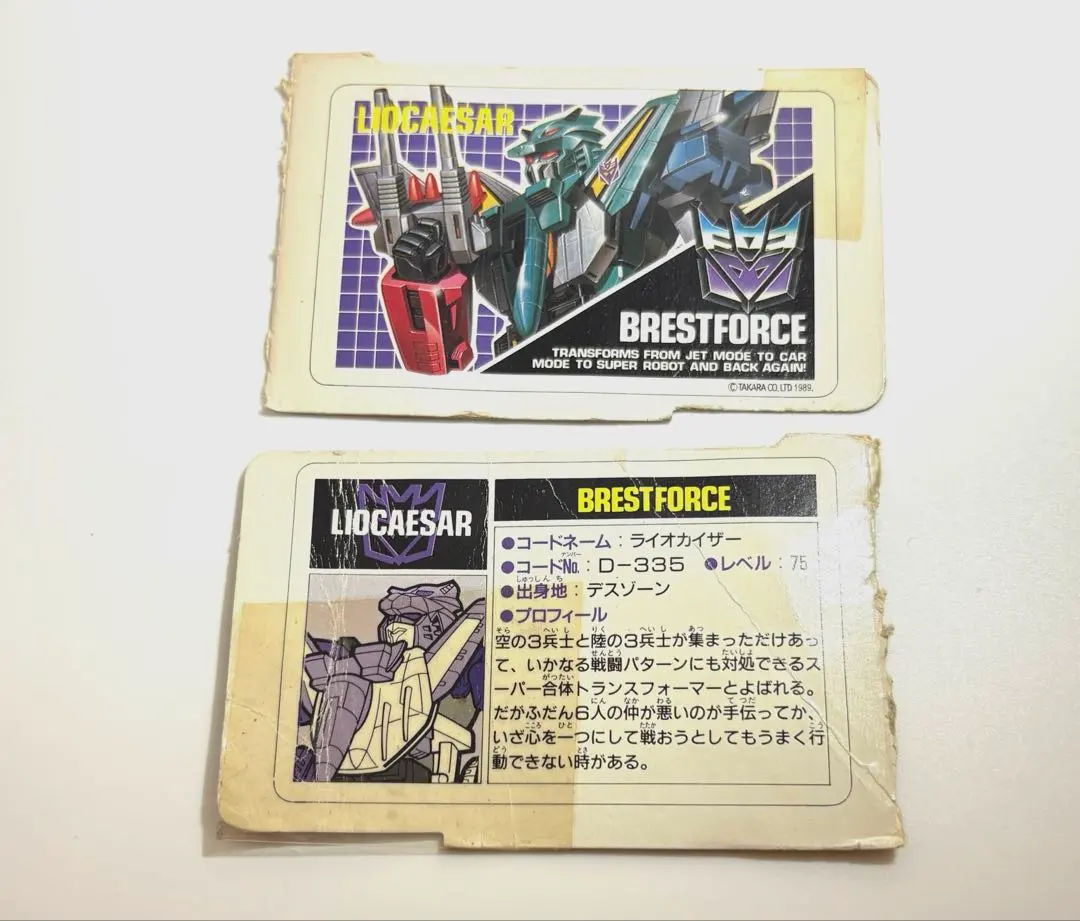 LIOCAESAR
BRESTFORCE
TRANSFORMS FROM JET MODE TO CAR
MODE TO SUPER ROBOT AND BACK AGAIN!
©TAKARA CO., LTD 1989.
LIOCAESAR
BRESTFORCE
●コードネーム：ライオカイザー
●コードNo.：D-335 ●レベル：75
●出身地：デスゾーン
●プロフィール
空の3兵士と陸の3兵士が集まっただけあっ
て、いかなる戦闘パターンにも対処できるス
ーパー合体トランスフォーマーとよばれる。
だがふだん6人の仲が悪いのが手伝ってか、
いざ心を一つにして戦おうとしてもうまく行
動できない時がある。